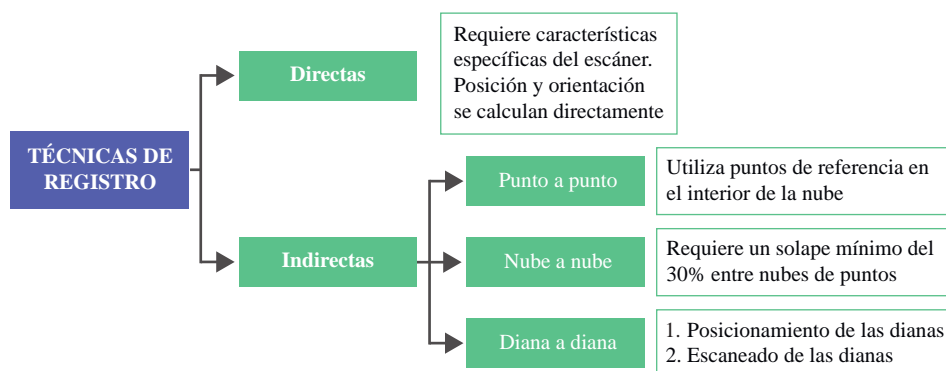 TÉCNICAS DE
REGISTRO
Directas
Requiere características
específicas del escáner.
Posición y orientación
se calculan directamente
Indirectas
Punto a punto
Utiliza puntos de referencia en
el interior de la nube
Nube a nube
Requiere un solape mínimo del
30% entre nubes de puntos
Diana a diana
1. Posicionamiento de las dianas
2. Escaneado de las dianas